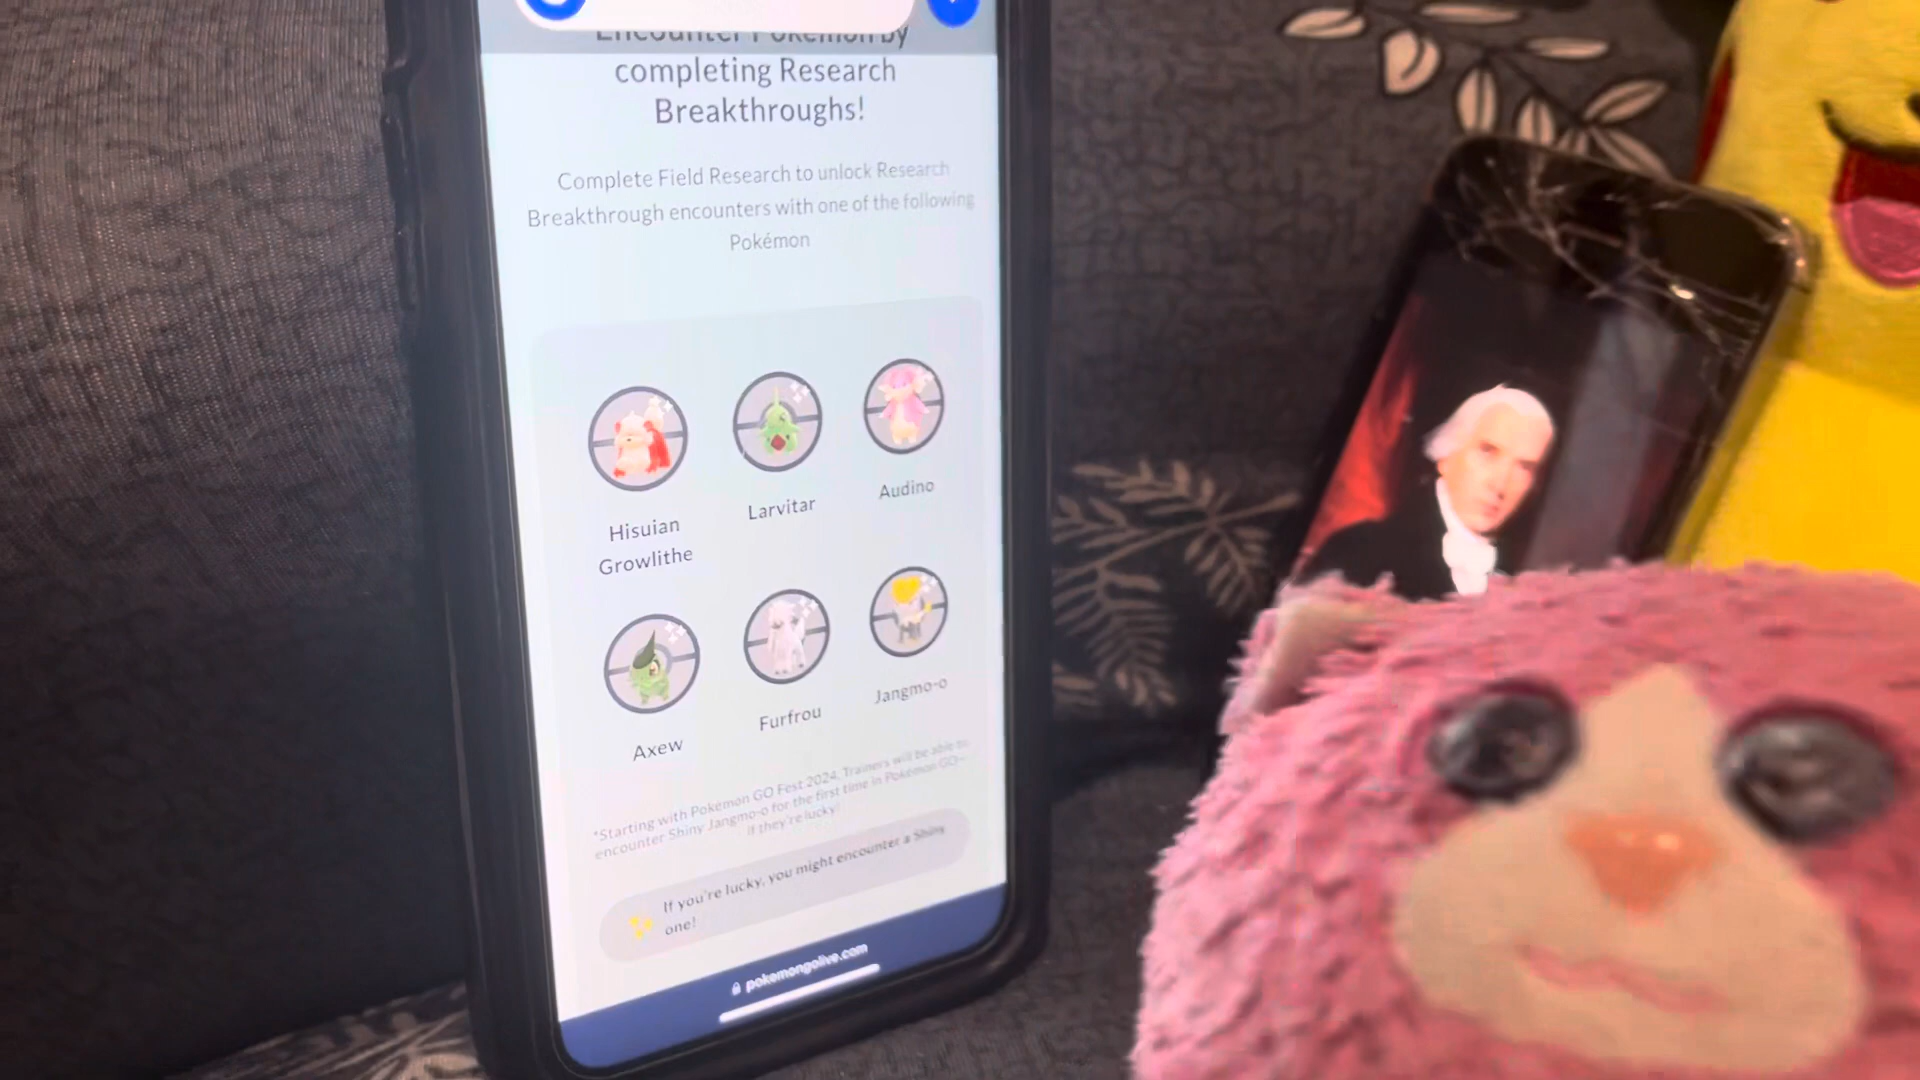 Encounter Pokémon by
completing Research
Breakthroughs!
Complete Field Research to unlock Research
Breakthrough encounters with one of the following
Pokémon
Hisuian
Growlithe
Larvitar
Audino
Axew
Furfrou
Jangmo-o
*Starting with Pokémon GO Fest 2024, Trainers will be able to
encounter Shiny Jangmo-o for the first time in Pokémon GO—
if they're lucky!
If you're lucky, you might encounter a Shiny
one!
pokemongolive.com